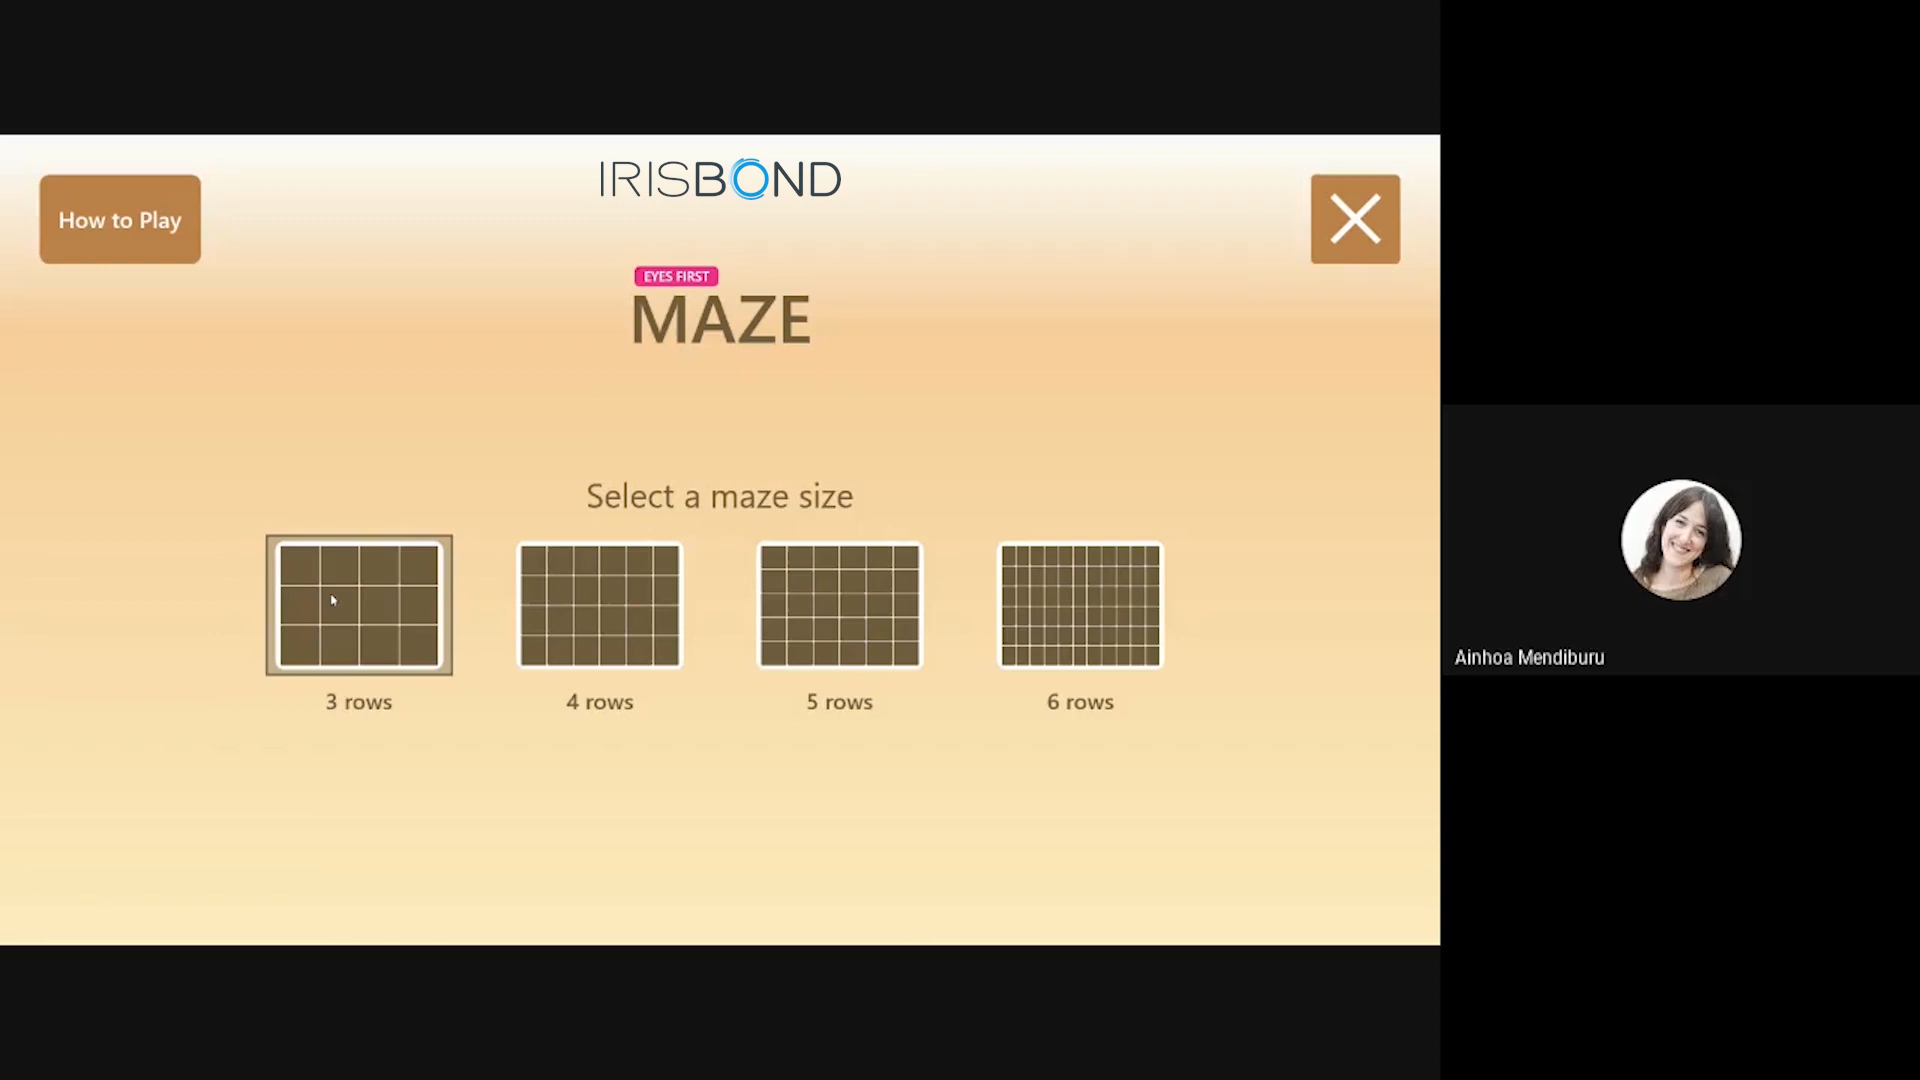 IRISBOND
How to Play
EYES FIRST
MAZE
Select a maze size
3 rows
4 rows
5 rows
6 rows
Ainhoa Mendiburu